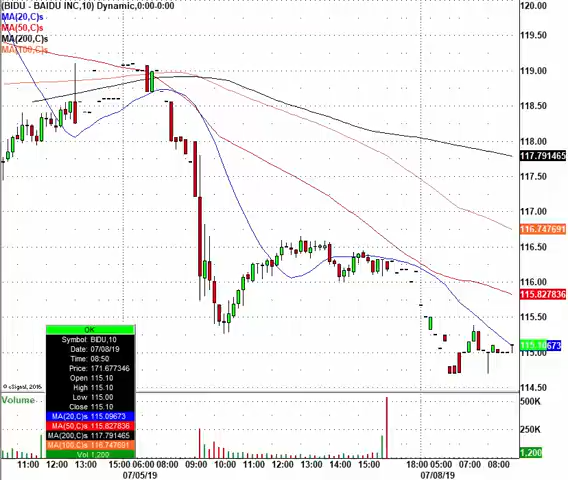 (BIDU - BAIDU INC,10) Dynamic,0:00-0:00
MA(20,C)s
MA(50,C)s
MA(200,C)s
MA(100,C)s
120.00
119.50
119.00
118.50
118.00
117.791465
117.50
117.00
116.747691
116.50
116.00
115.827836
115.50
115.10
673
115.00
114.50
OK
Symbol: BIDU,10
Date: 07/08/19
Time: 08:50
Price: 171.677346
Open 115.10
High 115.10
Low 115.00
Close 115.10
MA(20,C)s 115.09673
MA(50,C)s 115.827836
MA(200,C)s 117.791465
MA(100,C)s 116.747691
Vol 1,200
© eSignal, 2016
Volume
500K
250K
1,200
11:00 12:00 13:00 15:00 06:00 08:00 9:00 10:00 11:00 12:00 13:00 14:00 15:00 18:00 05:00 07:00 08:00
07/05/19 07/08/19